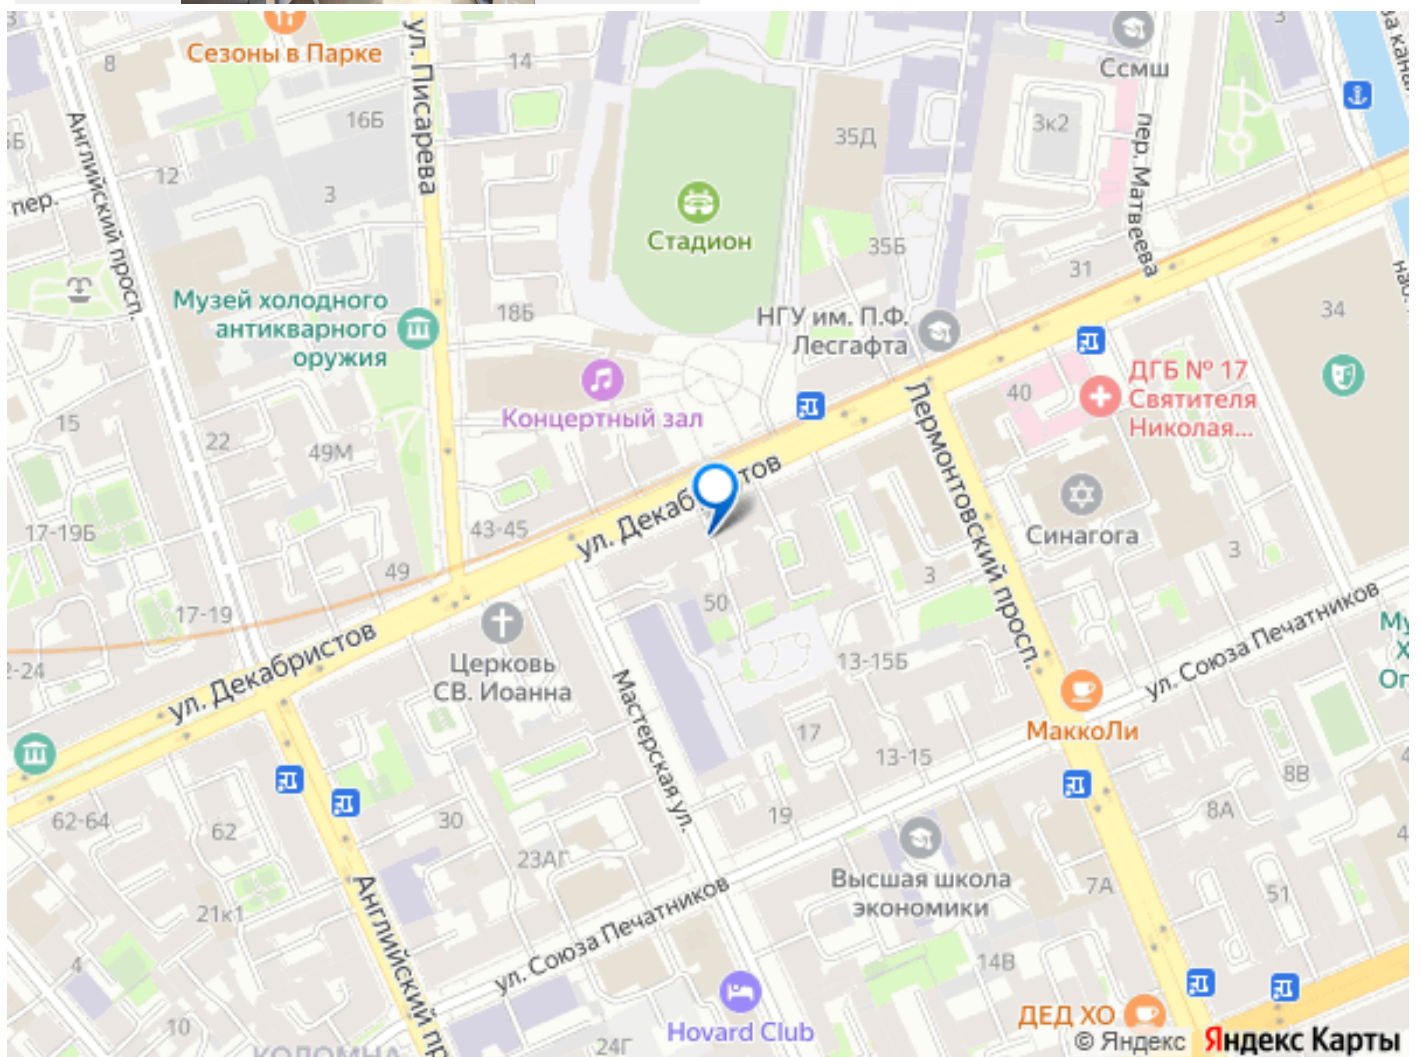 Сезоны в Парке
8
14
ул. Писарева
16Б
Английский просп.
12
пер.
3
Ссмш
3к2
35Д
пер. Матвеева
Стадион
35Б
31
Музей холодного
антикварного
оружия
18Б
НГУ им. П.Ф.
Лесгафта
34
ДГБ № 17
Святителя
Николая...
40
Концертный зал
15
22
49М
Лермонтовский просп.
17-19Б
43-45
ул. Декабристов
Синагога
3
49
3
50
17-19
ул. Декабристов
Церковь
СВ. Иоанна
13-15Б
ул. Союза Печатников
Мастерская ул.
МаккоЛи
17
13-15
8В
62-64
62
30
19
8А
23АГ
Высшая школа
экономики
7А
51
21к1
Английский пр
ул. Союза Печатников
4
14В
10
Hovard Club
24Г
ДЕД ХО
КОЛОМНА
© Яндекс Яндекс Карты